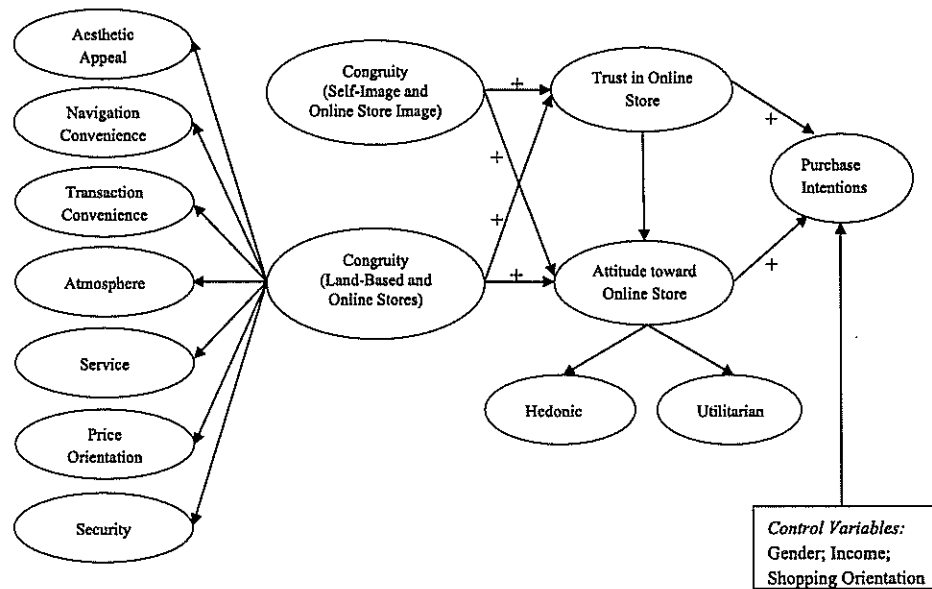 Aesthetic
Appeal
Navigation
Convenience
Transaction
Convenience
Atmosphere
Service
Price
Orientation
Security
Congruity
(Self-Image and
Online Store Image)
Congruity
(Land-Based and
Online Stores)
+
+
+
+
Trust in Online
Store
Attitude toward
Online Store
Hedonic
Utilitarian
+
+
Purchase
Intentions
Control Variables:
Gender; Income;
Shopping Orientation